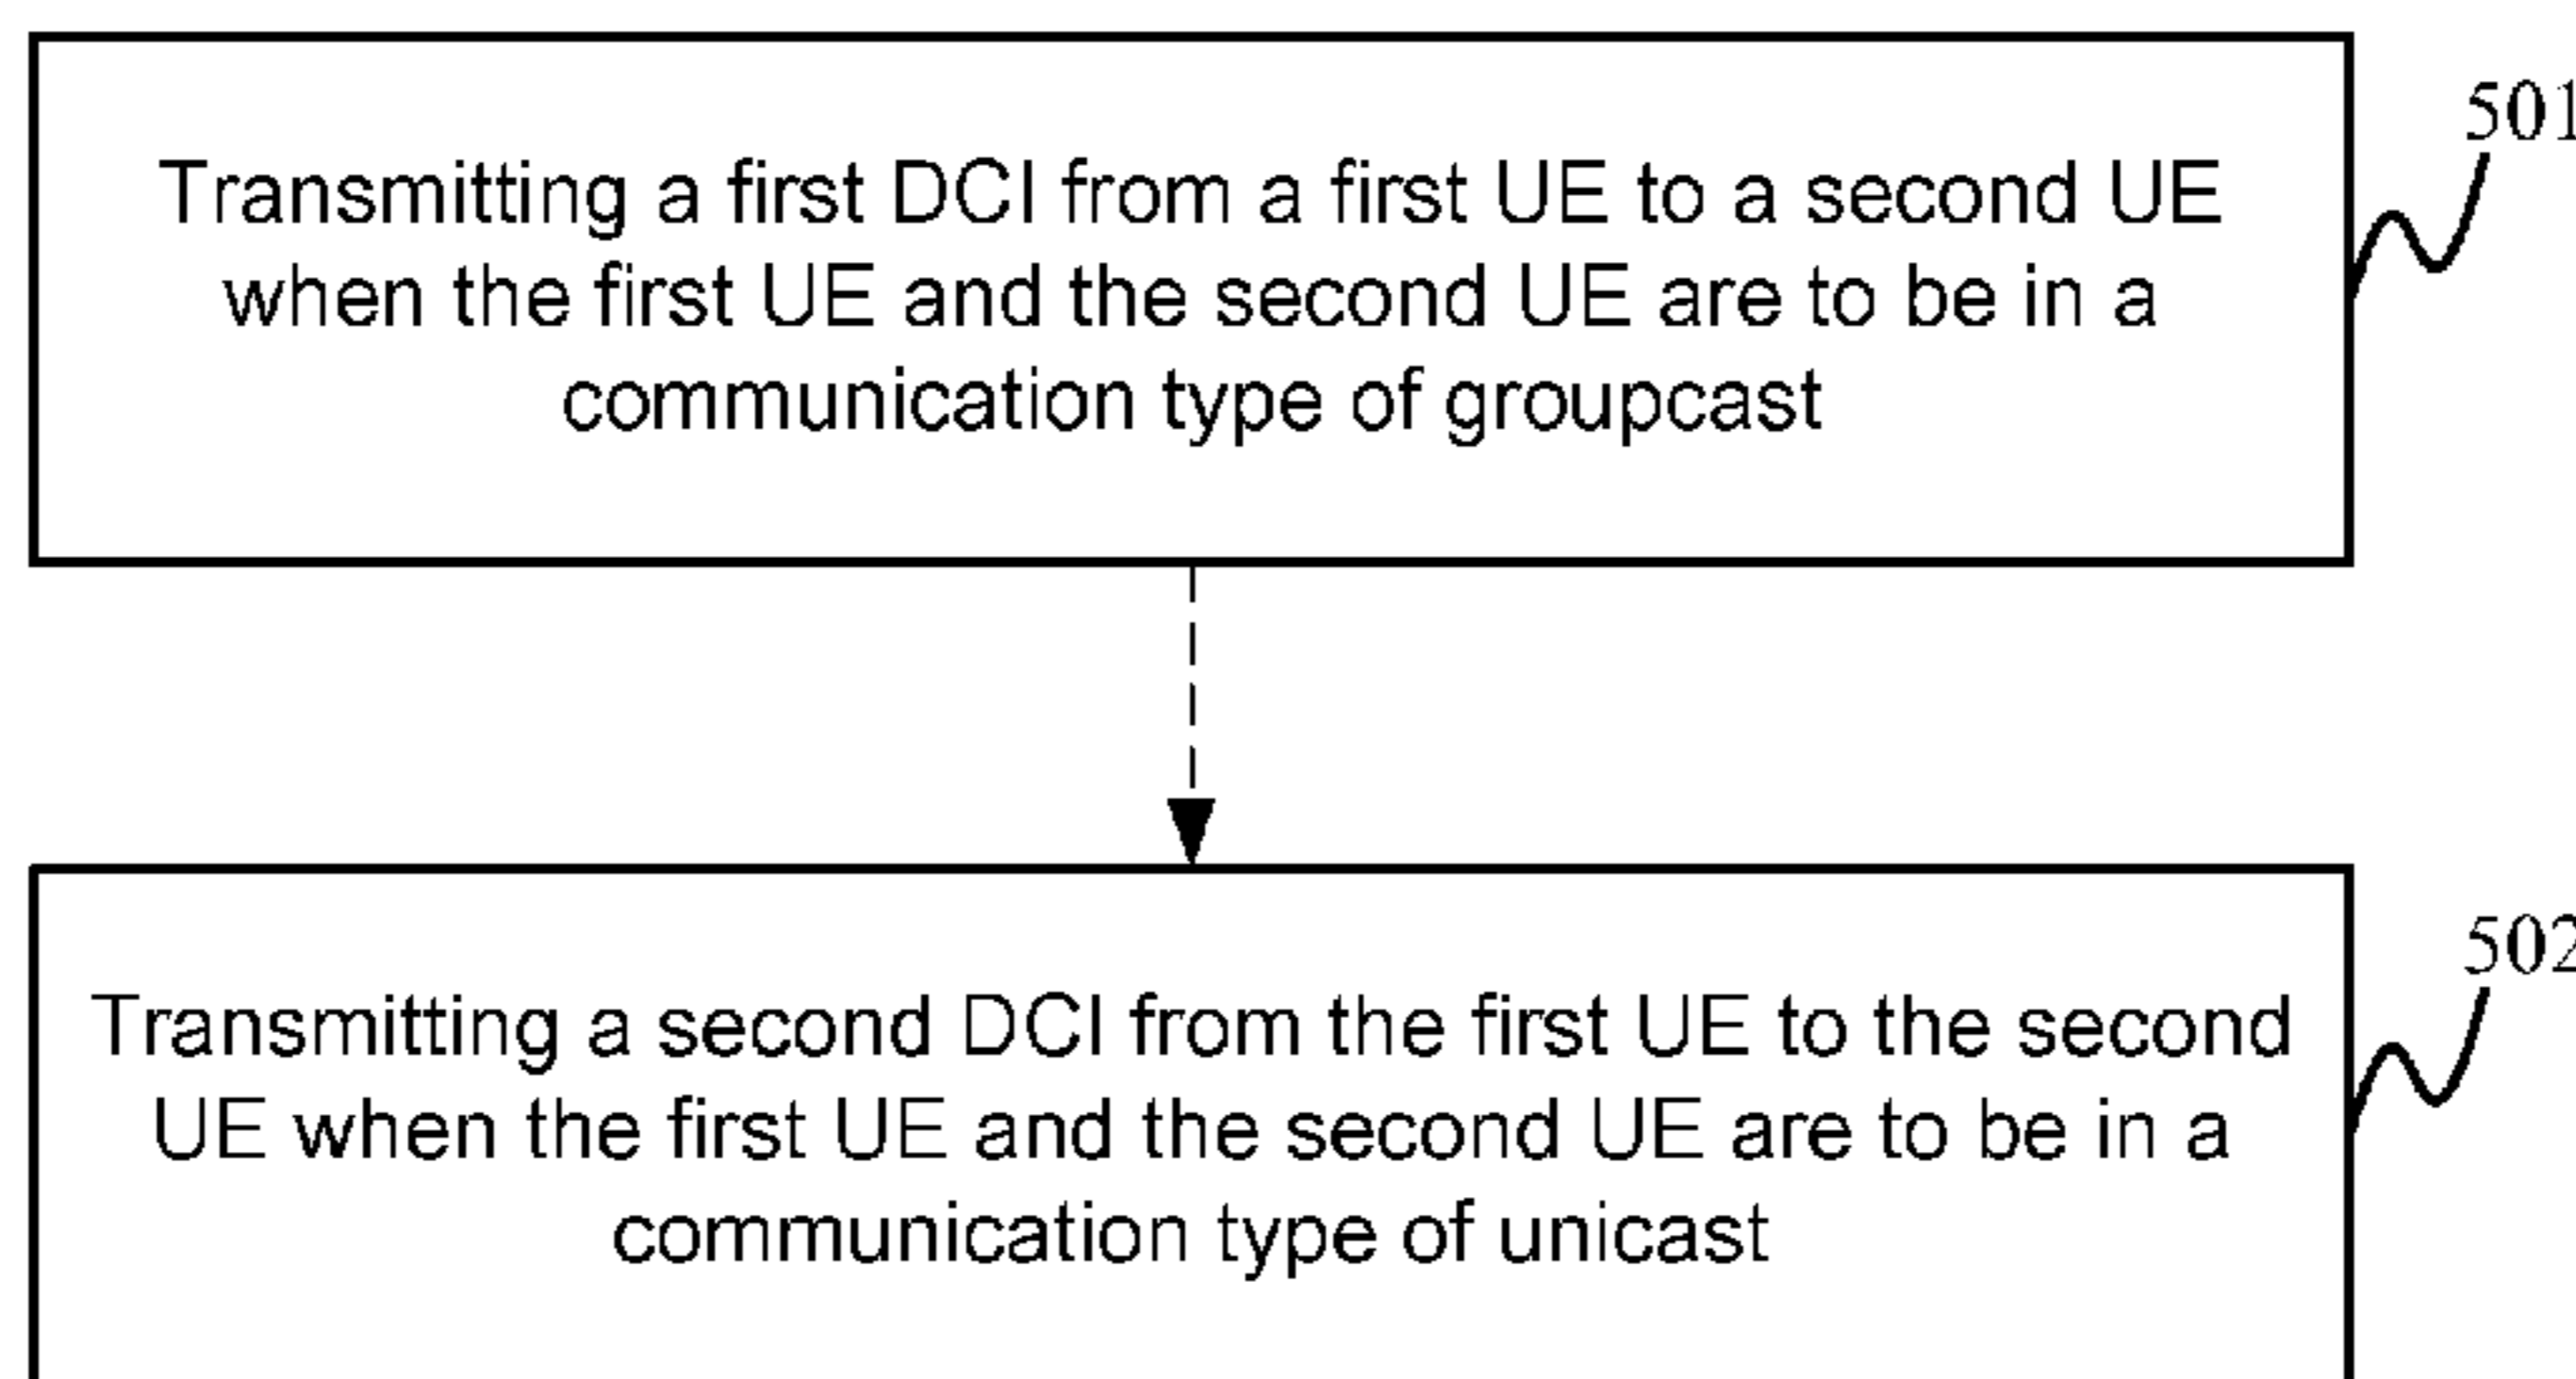 Transmitting a first DCI from a first UE to a second UE
when the first UE and the second UE are to be in a
communication type of groupcast
501
Transmitting a second DCI from the first UE to the second
UE when the first UE and the second UE are to be in a
communication type of unicast
502